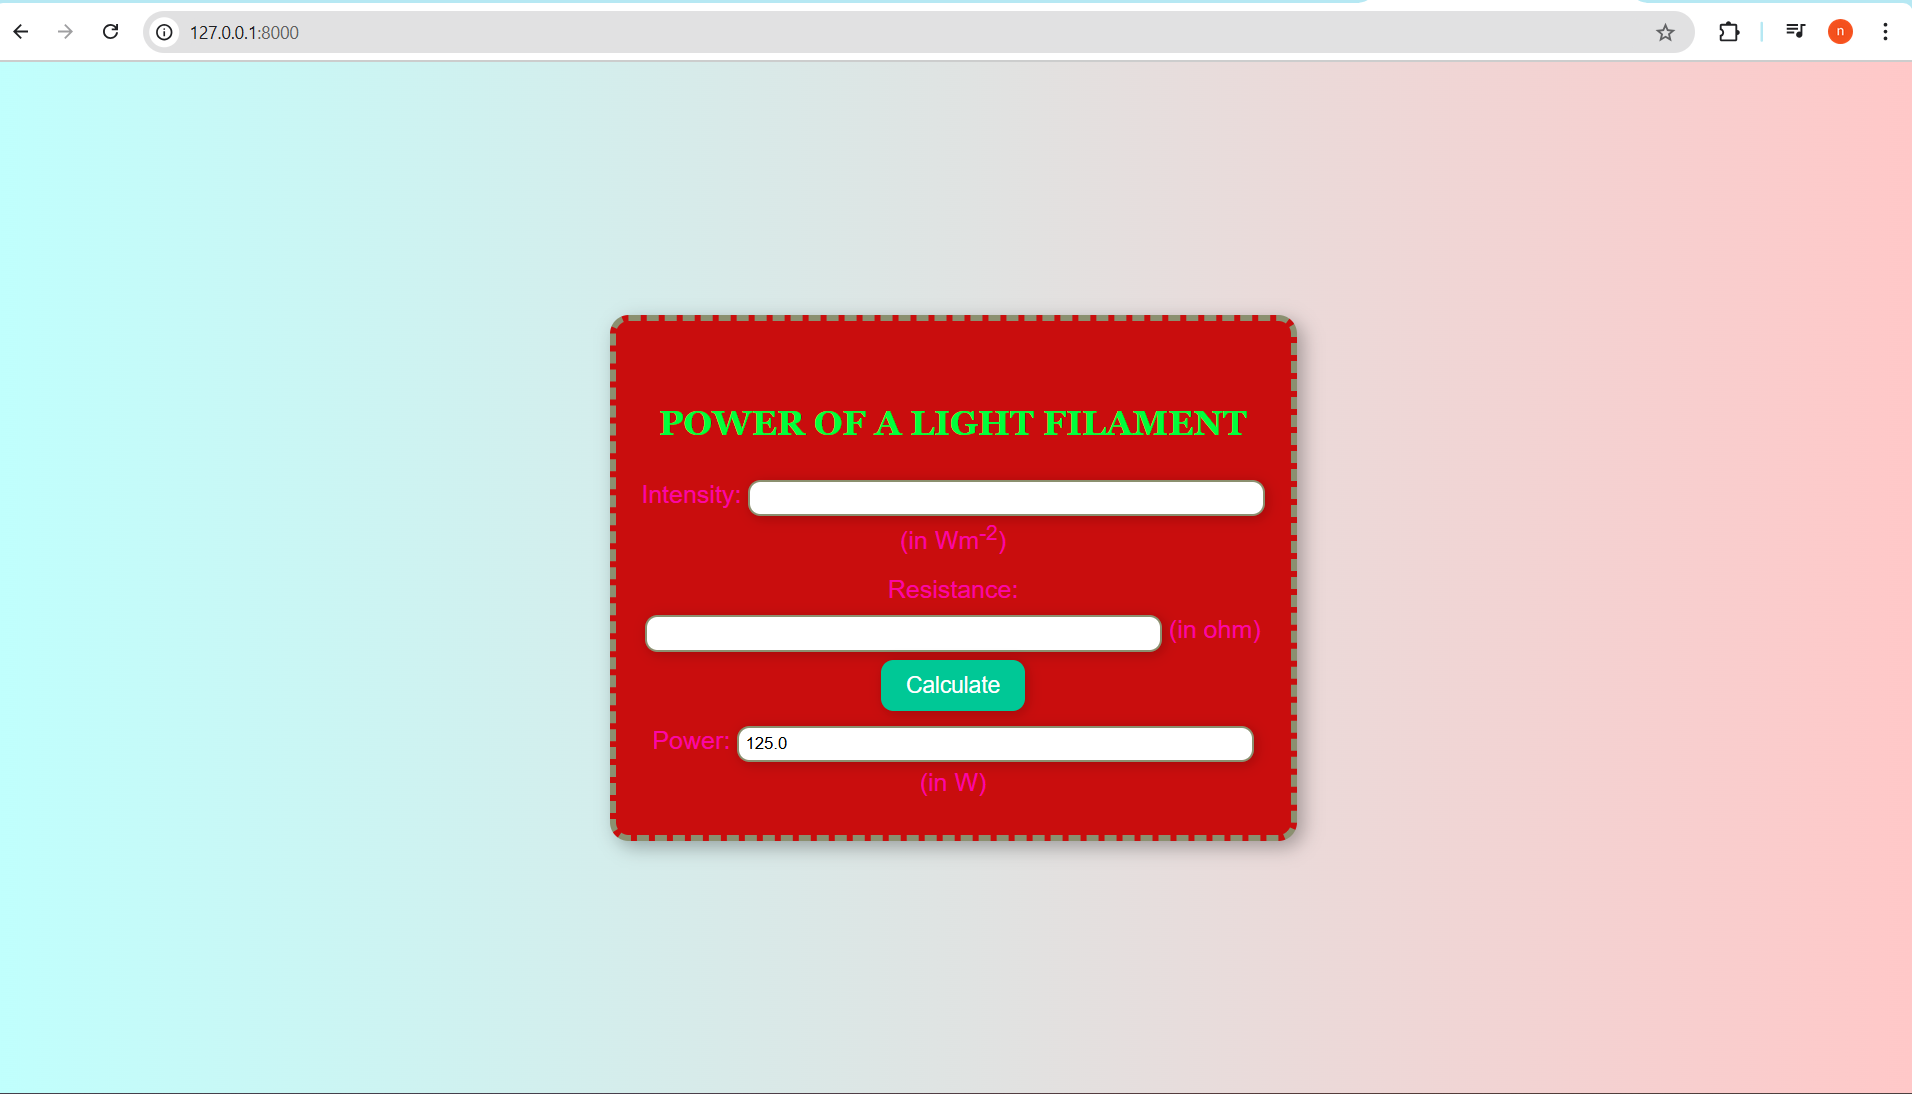 127.0.0.1:8000
n
POWER OF A LIGHT FILAMENT
Intensity:
(in Wm⁻²)
Resistance:
(in ohm)
Calculate
Power: 125.0
(in W)